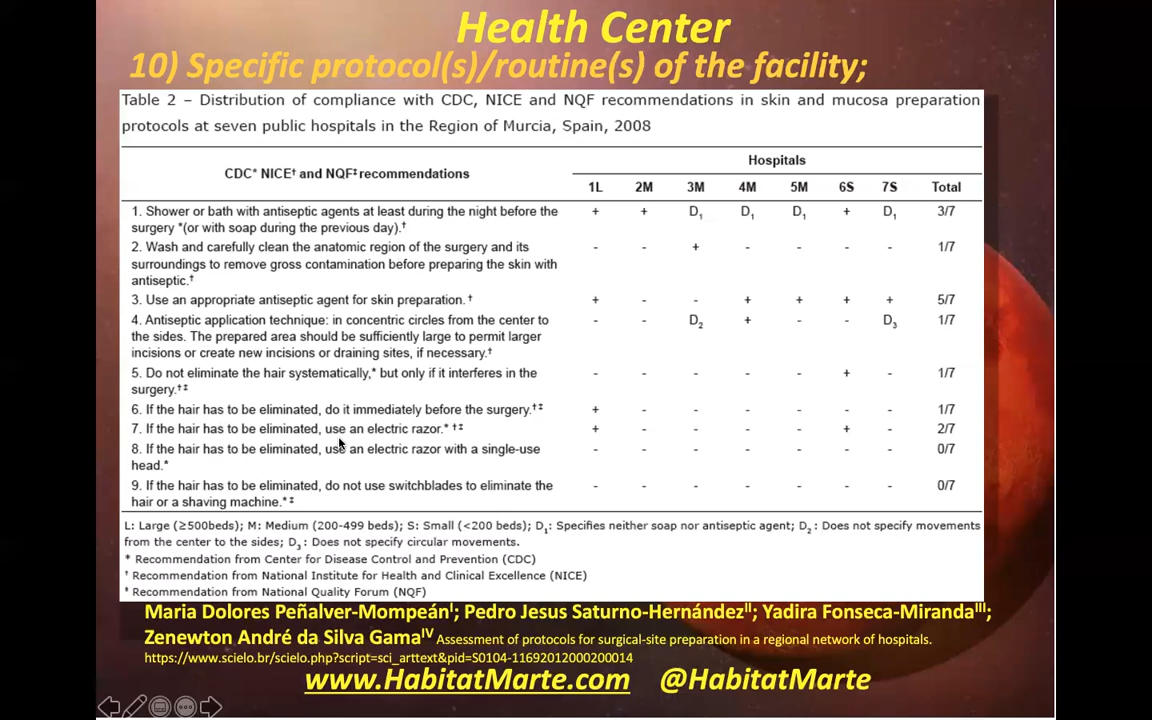 Health Center
10) Specific protocol(s)/routine(s) of the facility;
Table 2 – Distribution of compliance with CDC, NICE and NQF recommendations in skin and mucosa preparation
protocols at seven public hospitals in the Region of Murcia, Spain, 2008
Hospitals
CDC* NICE† and NQF‡ recommendations
1L 2M 3M 4M 5M 6S 7S Total
1. Shower or bath with antiseptic agents at least during the night before the + + D1 D1 D1 + D1 3/7
surgery *(or with soap during the previous day).†
2. Wash and carefully clean the anatomic region of the surgery and its - - + - - - - 1/7
surroundings to remove gross contamination before preparing the skin with
antiseptic.†
3. Use an appropriate antiseptic agent for skin preparation. † + - - + + + + 5/7
4. Antiseptic application technique: in concentric circles from the center to - - D2 + - - D3 1/7
the sides. The prepared area should be sufficiently large to permit larger
incisions or create new incisions or draining sites, if necessary.†
5. Do not eliminate the hair systematically,* but only if it interferes in the - - - - - + - 1/7
surgery.†‡
6. If the hair has to be eliminated, do it immediately before the surgery.†‡ + - - - - - - 1/7
7. If the hair has to be eliminated, use an electric razor.* †‡ + - - - - + - 2/7
8. If the hair has to be eliminated, use an electric razor with a single-use - - - - - - - 0/7
head.*
9. If the hair has to be eliminated, do not use switchblades to eliminate the - - - - - - - 0/7
hair or a shaving machine.*‡
L: Large (≥500beds); M: Medium (200-499 beds); S: Small (<200 beds); D1: Specifies neither soap nor antiseptic agent; D2: Does not specify movements
from the center to the sides; D3: Does not specify circular movements.
* Recommendation from Center for Disease Control and Prevention (CDC)
† Recommendation from National Institute for Health and Clinical Excellence (NICE)
‡ Recommendation from National Quality Forum (NQF)
Maria Dolores Peñalver-MompeánI; Pedro Jesus Saturno-HernándezII; Yadira Fonseca-MirandaIII;
Zenewton André da Silva GamaIV Assessment of protocols for surgical-site preparation in a regional network of hospitals.
https://www.scielo.br/scielo.php?script=sci_arttext&pid=S0104-11692012000200014
www.HabitatMarte.com @HabitatMarte